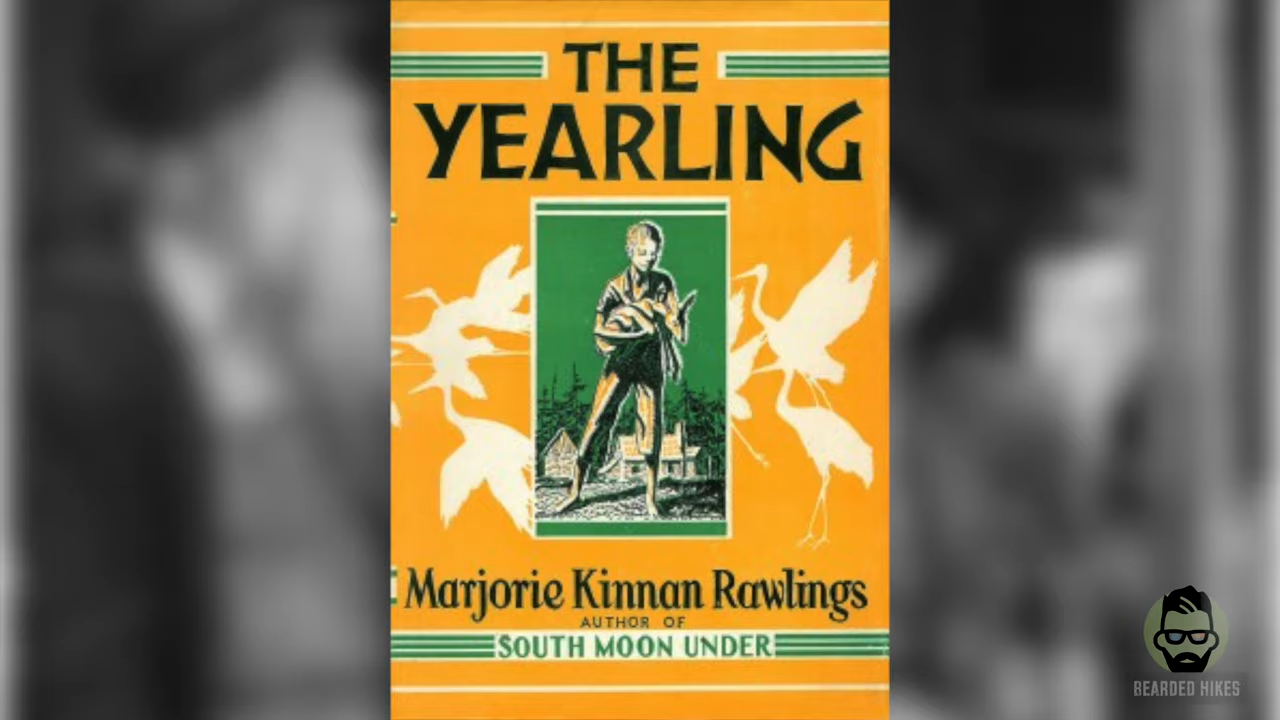 THE
YEARLING
Marjorie Kinnan Rawlings
AUTHOR OF
SOUTH MOON UNDER
BEARDED HIKES